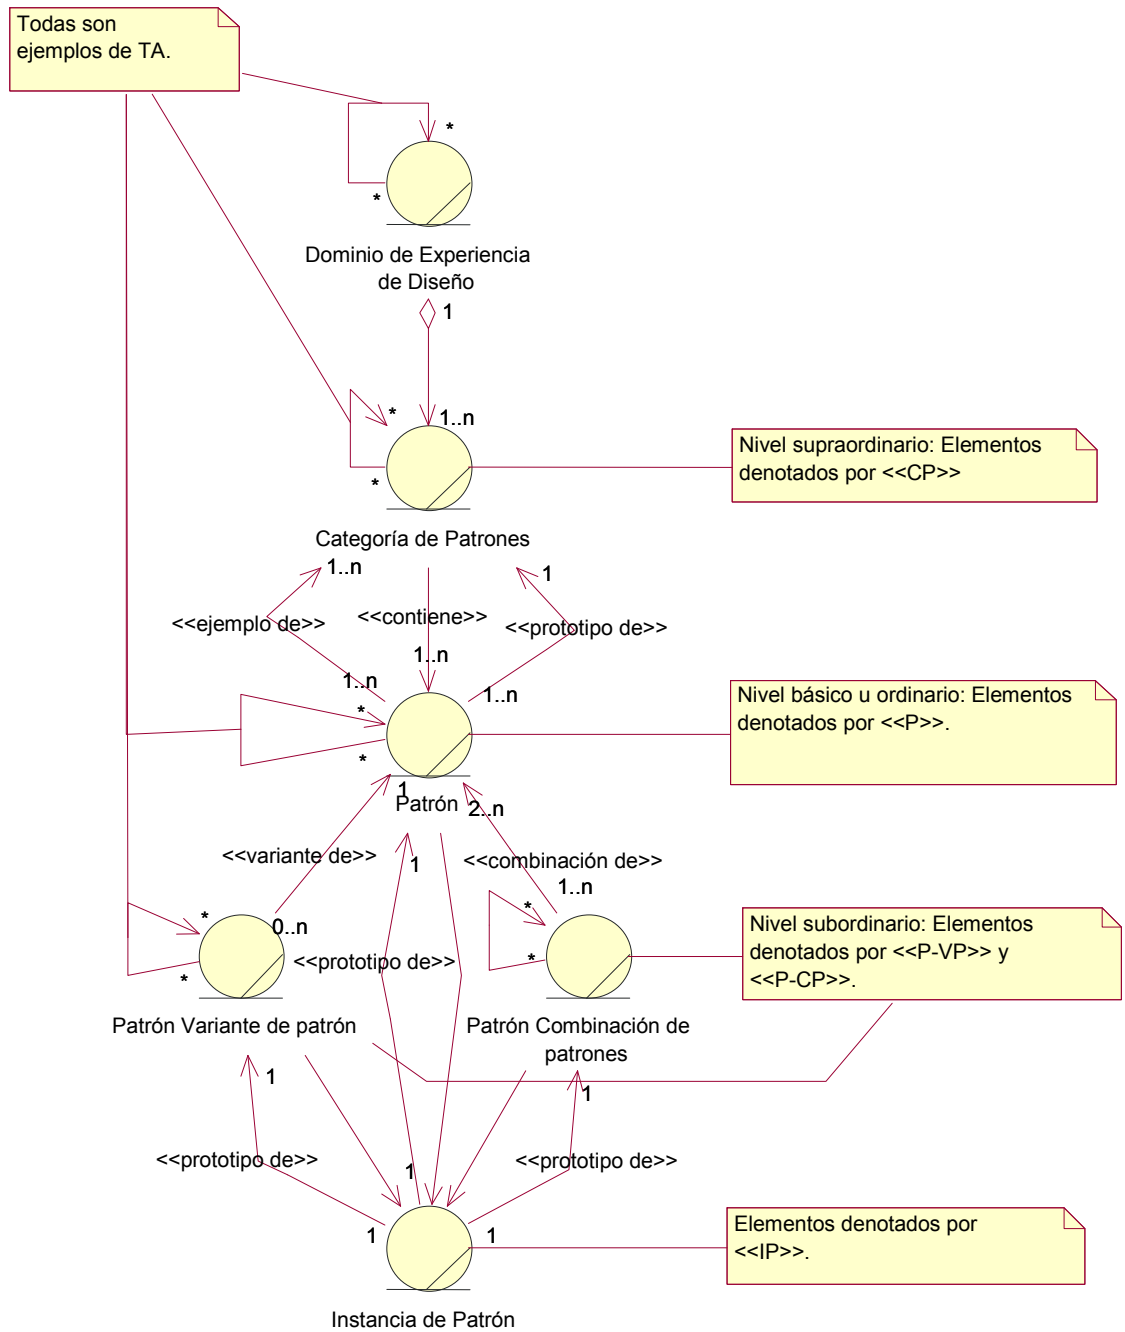 Todas son
ejemplos de TA.
*
*
Dominio de Experiencia
de Diseño
1
*
1..n
*
Nivel supraordinario: Elementos
denotados por <<CP>>
Categoría de Patrones
1..n
1
<<ejemplo de>>
<<contiene>>
<<prototipo de>>
1..n
1..n
1..n
*
*
Nivel básico u ordinario: Elementos
denotados por <<P>>.
1
Patrón
2..n
<<variante de>>
1
<<combinación de>>
1..n
*
0..n
*
<<prototipo de>>
*
*
Nivel subordinario: Elementos
denotados por <<P-VP>> y
<<P-CP>>.
Patrón Variante de patrón
Patrón Combinación de
patrones
1
1
<<prototipo de>>
1
<<prototipo de>>
1
1
Elementos denotados por
<<IP>>.
Instancia de Patrón